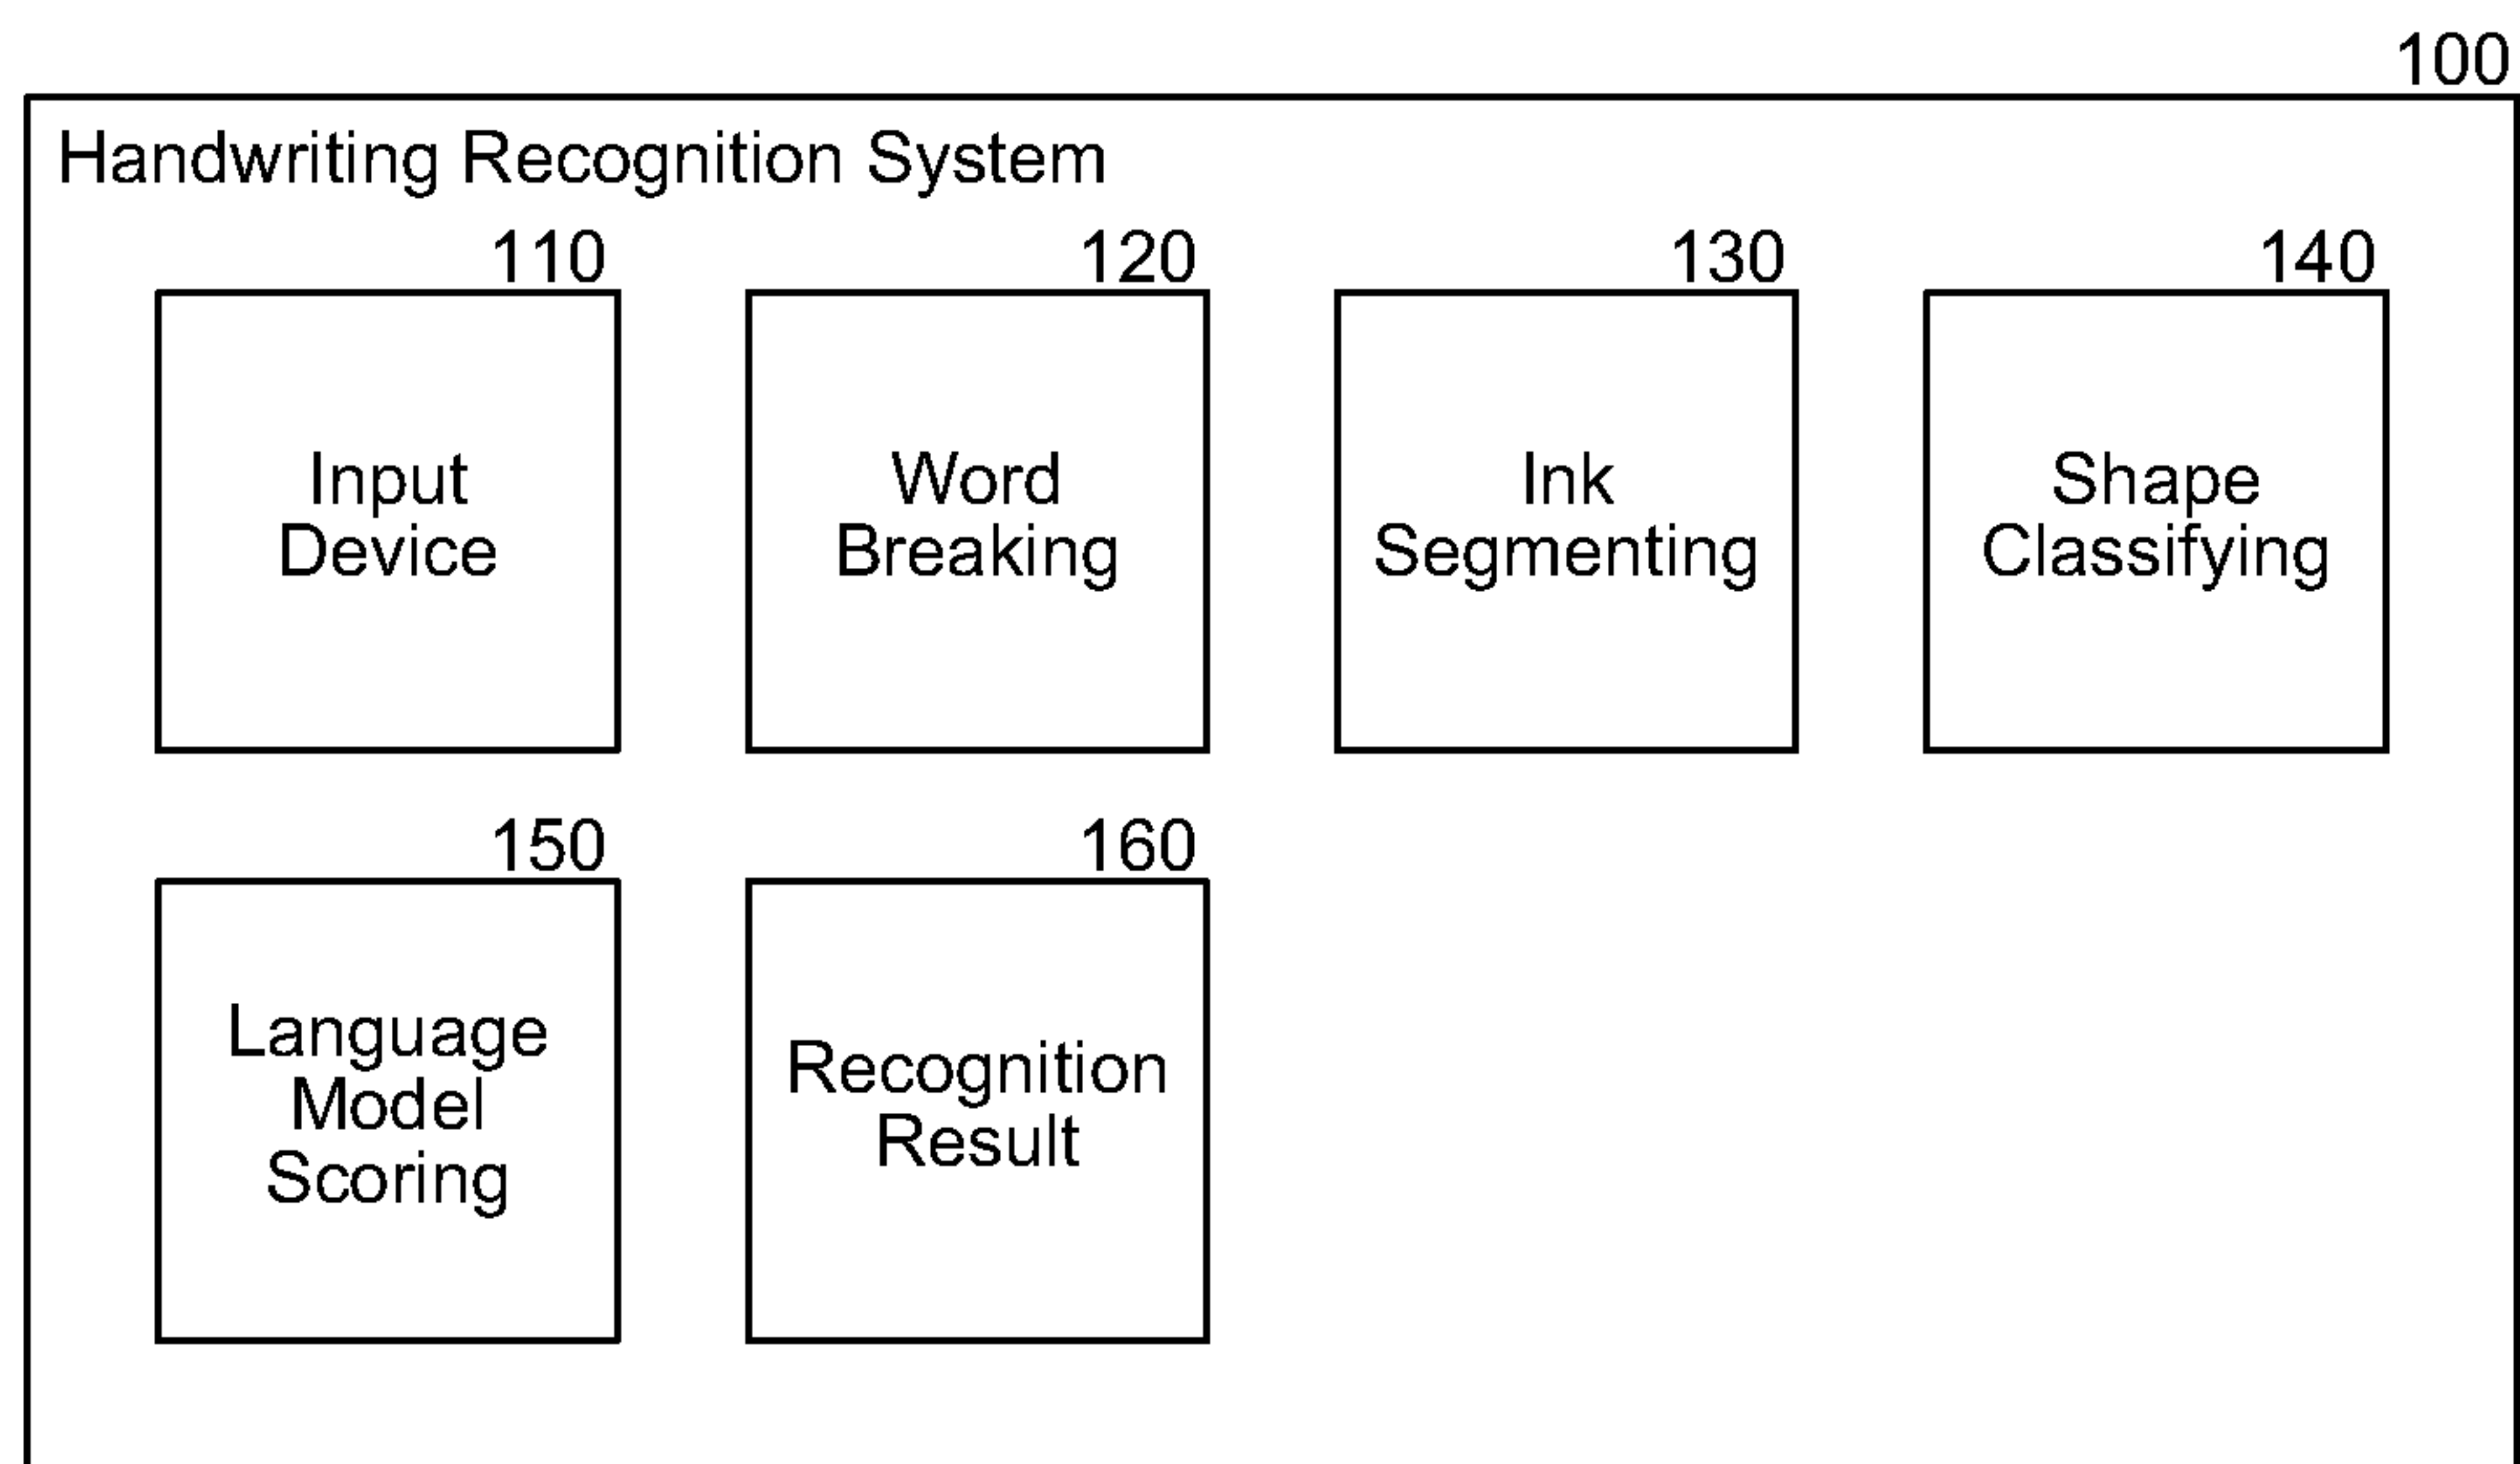 100
Handwriting Recognition System
110
Input
Device
120
Word
Breaking
130
Ink
Segmenting
140
Shape
Classifying
150
Language
Model
Scoring
160
Recognition
Result